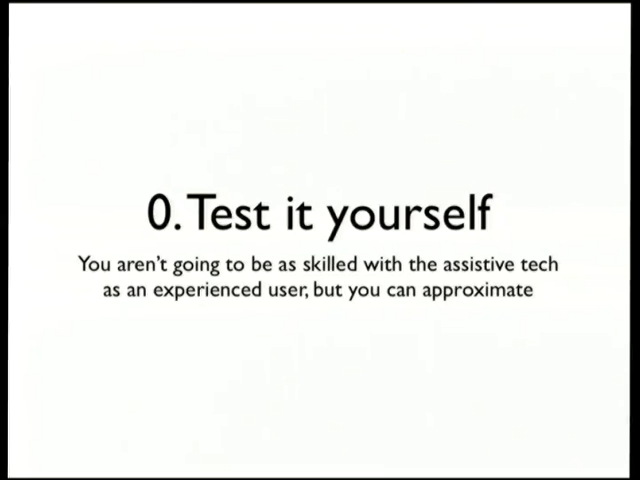 0. Test it yourself
You aren't going to be as skilled with the assistive tech
as an experienced user, but you can approximate